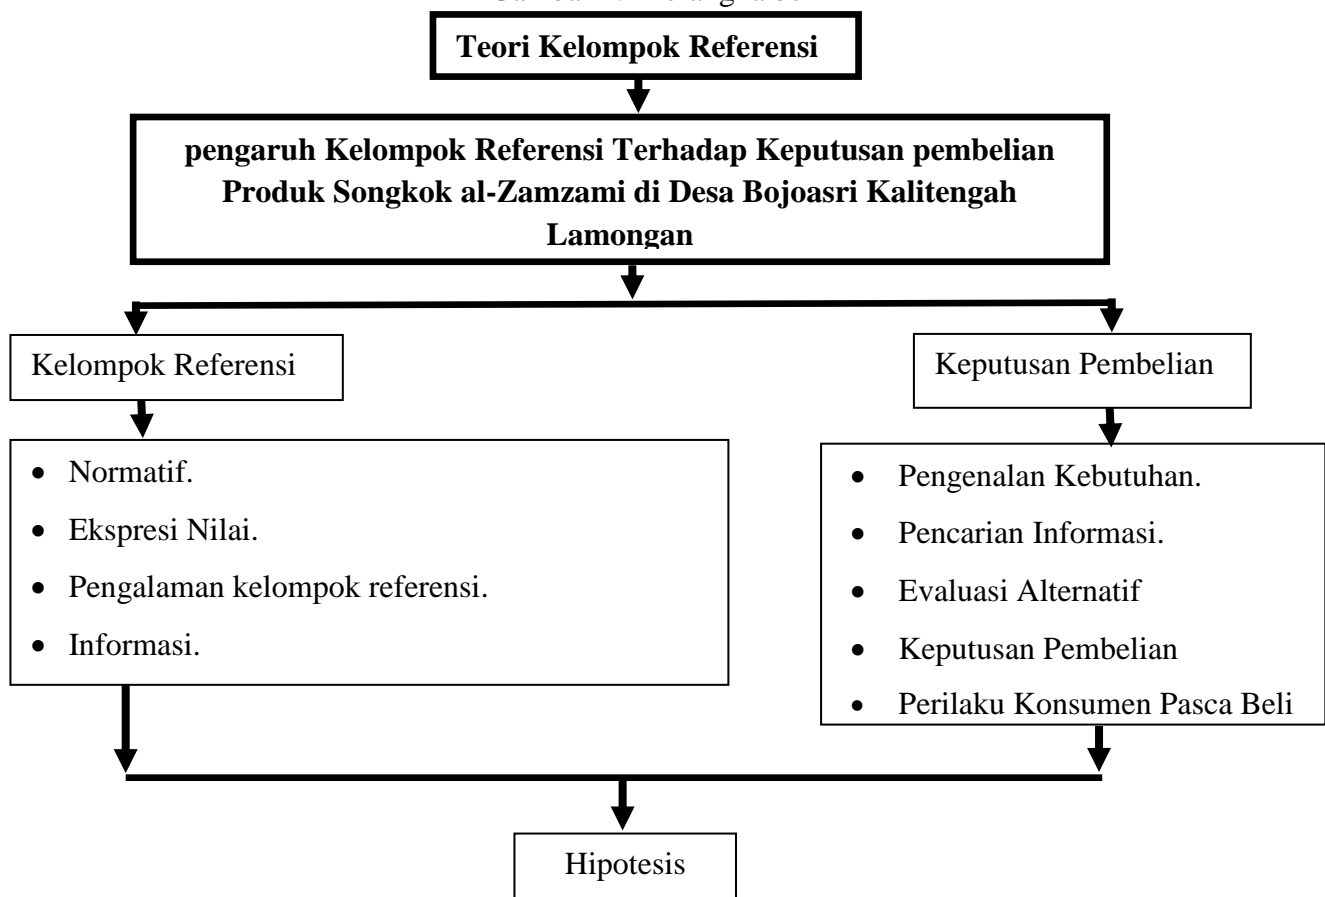 Teori Kelompok Referensi
pengaruh Kelompok Referensi Terhadap Keputusan pembelian
Produk Songkok al-Zamzami di Desa Bojoasri Kalitengah
Lamongan
Kelompok Referensi
Keputusan Pembelian
• Normatif.
• Ekspresi Nilai.
• Pengalaman kelompok referensi.
• Informasi.
• Pengenalan Kebutuhan.
• Pencarian Informasi.
• Evaluasi Alternatif
• Keputusan Pembelian
• Perilaku Konsumen Pasca Beli
Hipotesis